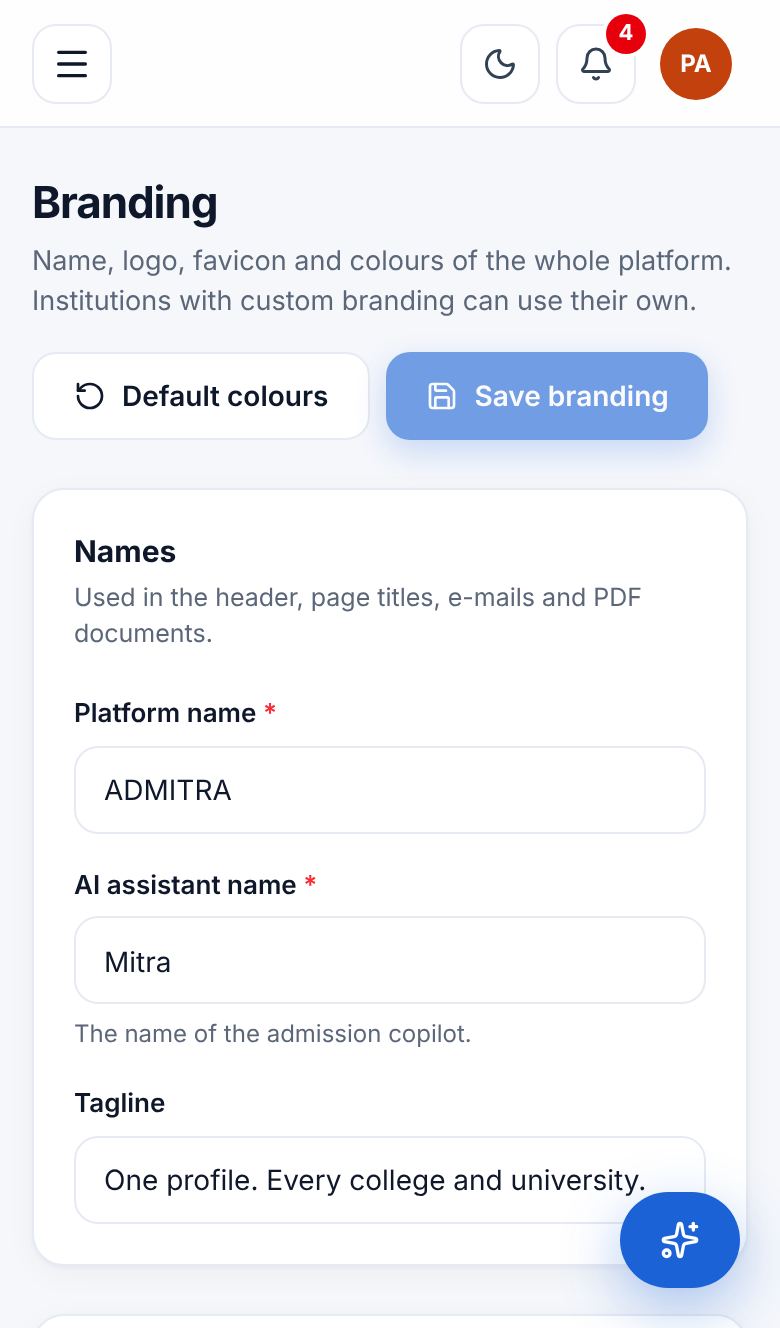 4
PA
Branding
Name, logo, favicon and colours of the whole platform.
Institutions with custom branding can use their own.
Default colours
Save branding
Names
Used in the header, page titles, e-mails and PDF
documents.
Platform name *
ADMITRA
AI assistant name *
Mitra
The name of the admission copilot.
Tagline
One profile. Every college and university.